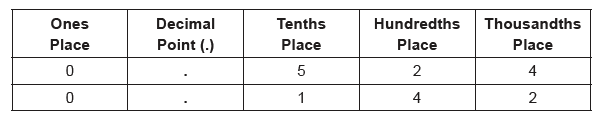 Ones Decimal Tenths Hundredths Thousandths
Place Point (.) Place Place Place
0 . 5 2 4
0 . 1 4 2